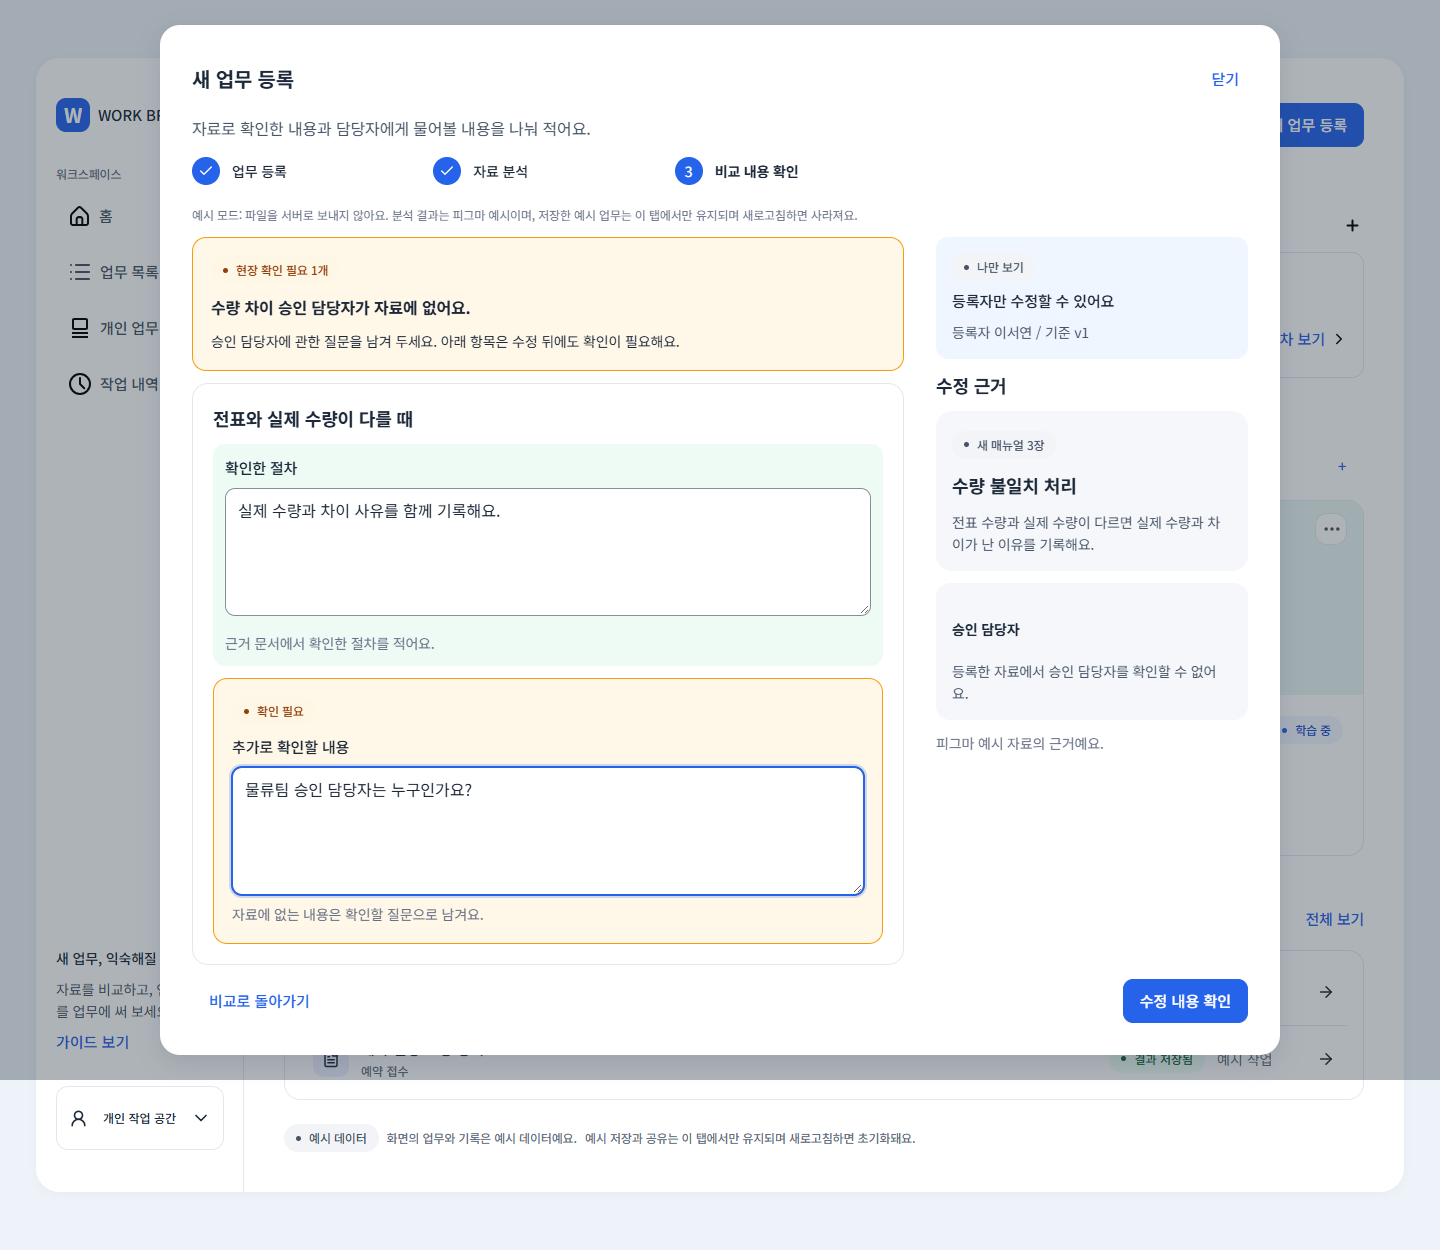 새 업무 등록
닫기
자료로 확인한 내용과 담당자에게 물어볼 내용을 나눠 적어요.
업무 등록
자료 분석
3 비교 내용 확인
예시 모드: 파일을 서버로 보내지 않아요. 분석 결과는 피그마 예시이며, 저장한 예시 업무는 이 탭에서만 유지되며 새로고침하면 사라져요.
현장 확인 필요 1개
수량 차이 승인 담당자가 자료에 없어요.
승인 담당자에 관한 질문을 남겨 두세요. 아래 항목은 수정 뒤에도 확인이 필요해요.
전표와 실제 수량이 다를 때
확인한 절차
실제 수량과 차이 사유를 함께 기록해요.
근거 문서에서 확인한 절차를 적어요.
확인 필요
추가로 확인할 내용
물류팀 승인 담당자는 누구인가요?
자료에 없는 내용은 확인할 질문으로 남겨요.
나만 보기
등록자만 수정할 수 있어요
등록자 이서연 / 기준 v1
수정 근거
새 매뉴얼 3장
수량 불일치 처리
전표 수량과 실제 수량이 다르면 실제 수량과 차
이가 난 이유를 기록해요.
승인 담당자
등록한 자료에서 승인 담당자를 확인할 수 없어
요.
피그마 예시 자료의 근거예요.
비교로 돌아가기
수정 내용 확인
W WORK
워크스페이스
홈
업무 목록
개인 업무
작업 내역
새 업무, 익숙해질
자료를 비교하고,
를 업무에 써 보세
가이드 보기
개인 작업 공간
업무 등록
보기
+
학습 중
전체 보기
결과 저장됨
예시 작업
예약 접수
예시 데이터
화면의 업무와 기록은 예시 데이터예요. 예시 저장과 공유는 이 탭에서만 유지되며 새로고침하면 초기화돼요.